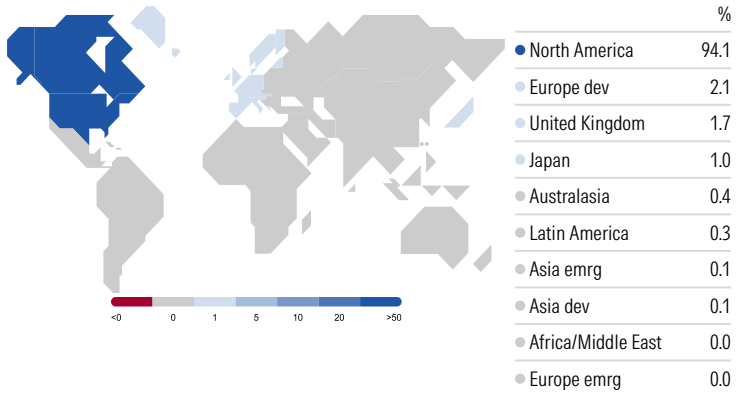 %
North America 94.1
Europe dev 2.1
United Kingdom 1.7
Japan 1.0
Australasia 0.4
Latin America 0.3
Asia emrg 0.1
Asia dev 0.1
Africa/Middle East 0.0
Europe emrg 0.0
<0 0 1 5 10 20 >50